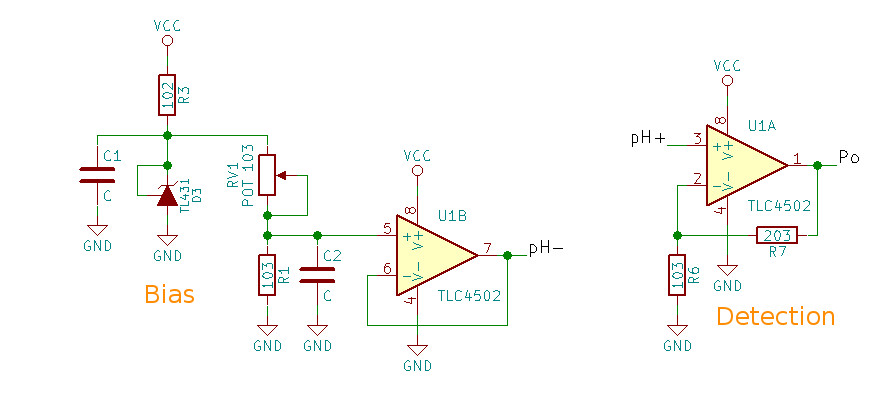 VCC
102
R3
C1
C
GND
TL431
D3
GND
Bias
RV1
POT 103
103
R1
GND
C2
C
GND
VCC
8
U1B
5
+
V+
6
-
V-
7
pH-
4
TLC4502
GND
VCC
8
U1A
pH+
3
+
V+
2
-
V-
1
Po
4
TLC4502
203
R7
103
R6
GND
GND
Detection